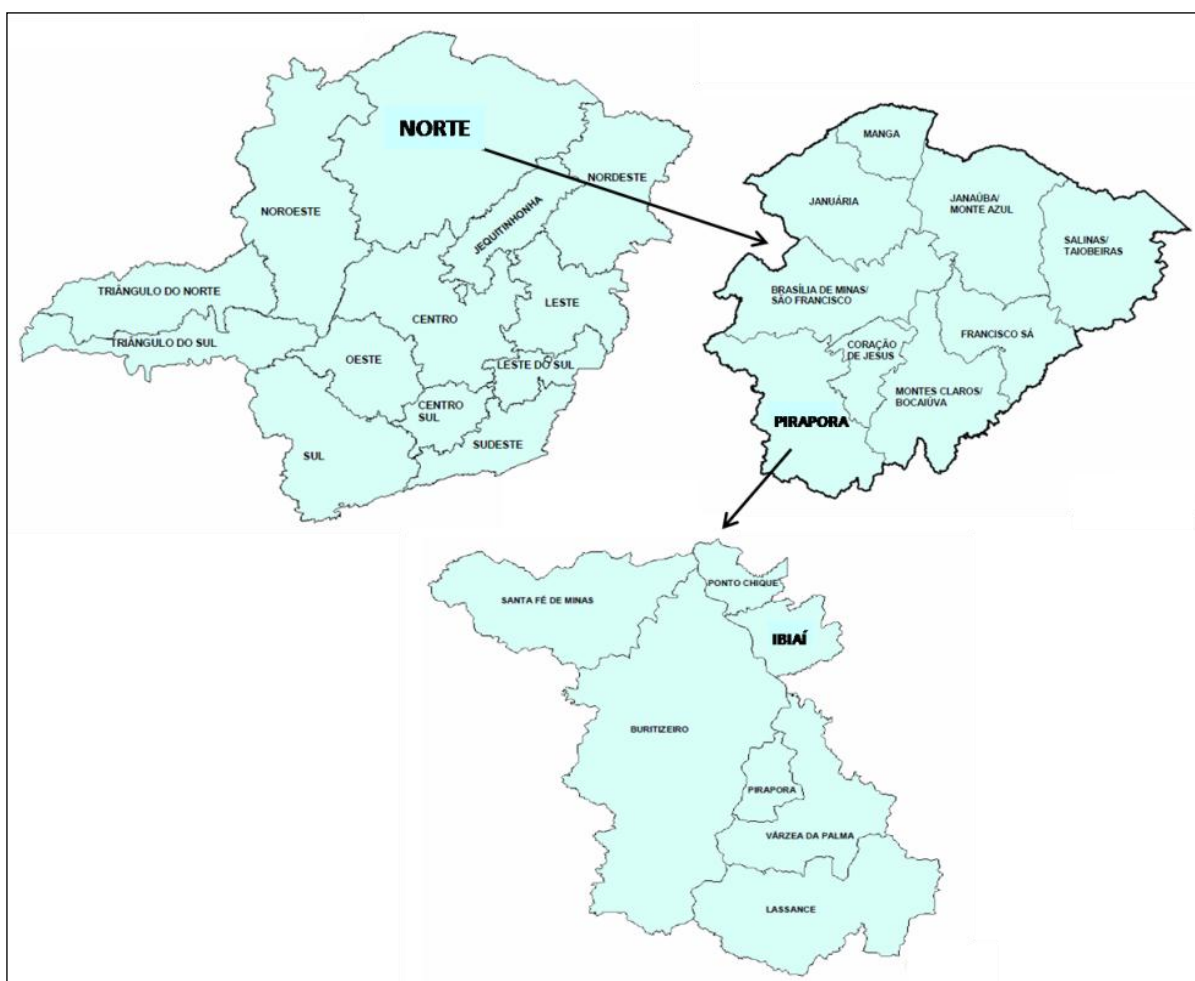 NORTE
NORDESTE
NOROESTE
JEQUITINHONHA
TRIÂNGULO DO NORTE
LESTE
CENTRO
TRIÂNGULO DO SUL
OESTE
LESTE DO SUL
CENTRO
SUL
SUDESTE
SUL
MANGA
JANUÁRIA
JANAÚBA/
MONTE AZUL
SALINAS/
TAIOBEIRAS
BRASÍLIA DE MINAS/
SÃO FRANCISCO
FRANCISCO SÁ
CORAÇÃO
DE JESUS
MONTES CLAROS/
BOCAIÚVA
PIRAPORA
PONTO CHIQUE
SANTA FÉ DE MINAS
IBIAÍ
BURITIZEIRO
PIRAPORA
VÁRZEA DA PALMA
LASSANCE